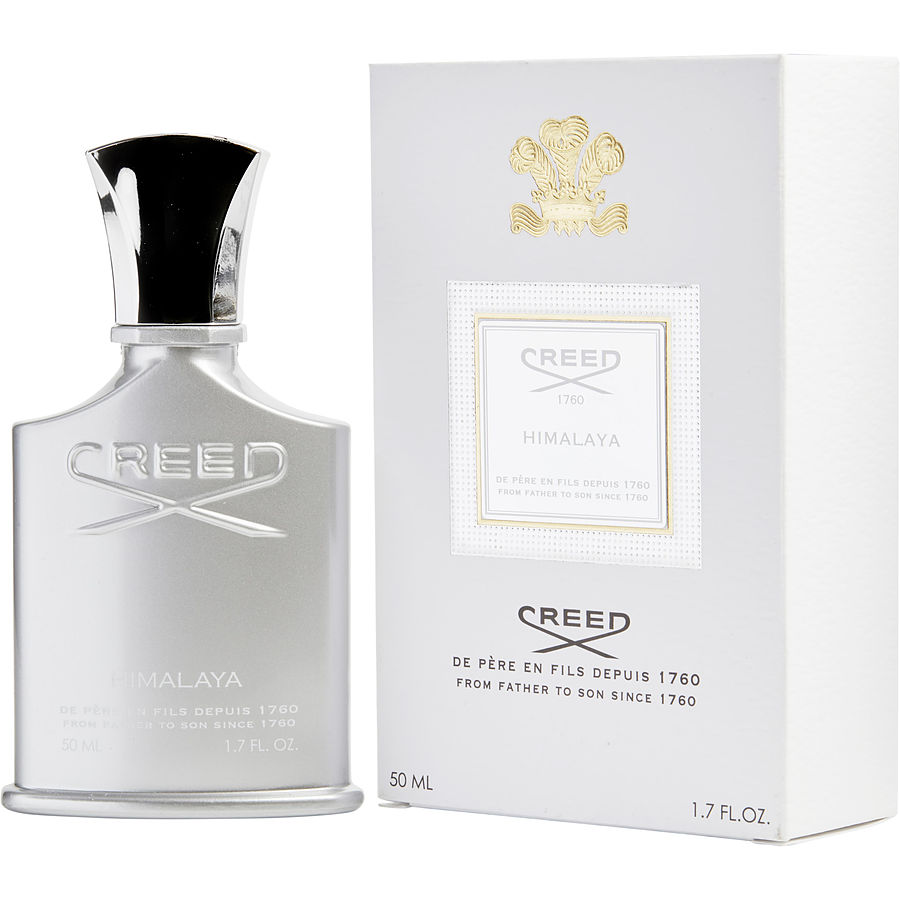 CREED
HIMALAYA
DE PÈRE EN FILS DEPUIS 1760
FROM FATHER TO SON SINCE 1760
50 ML - 1.7 FL. OZ.
CREED
1760
HIMALAYA
DE PÈRE EN FILS DEPUIS 1760
FROM FATHER TO SON SINCE 1760
CREED
DE PÈRE EN FILS DEPUIS 1760
FROM FATHER TO SON SINCE 1760
50 ML
1.7 FL.OZ.